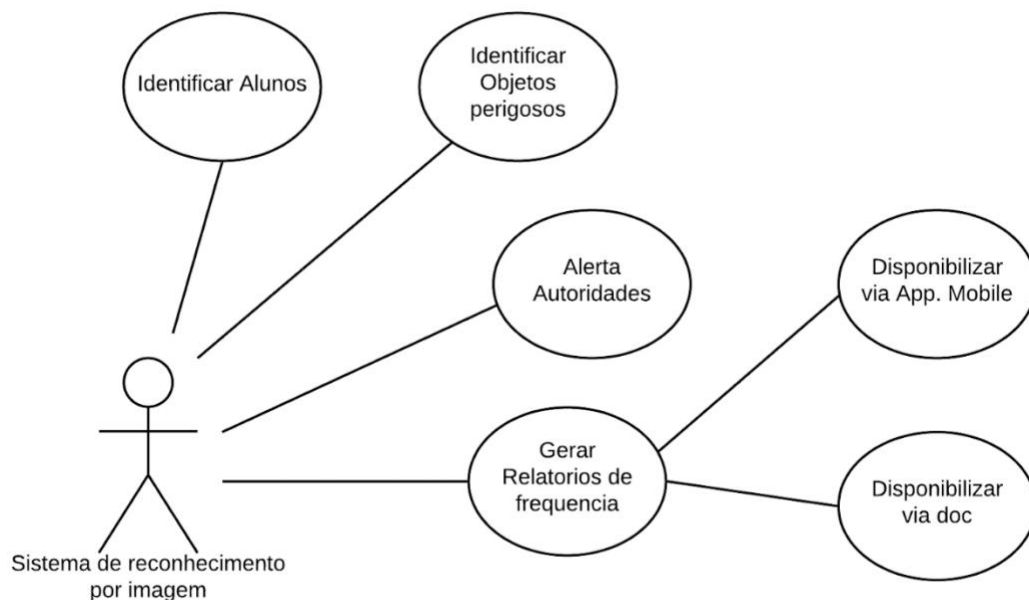 Identificar Alunos
Identificar
Objetos
perigosos
Alerta
Autoridades
Disponibilizar
via App. Mobile
Gerar
Relatorios de
frequencia
Disponibilizar
via doc
Sistema de reconhecimento
por imagem